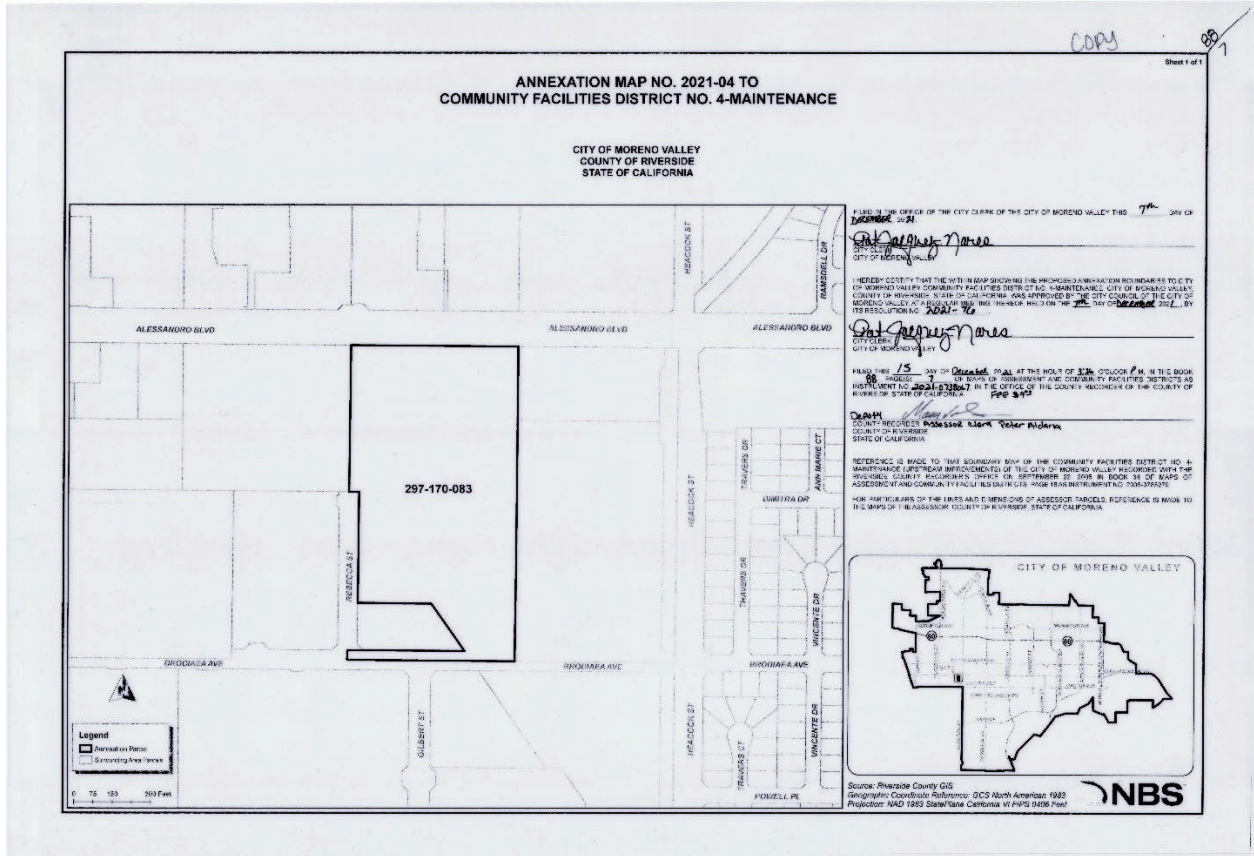 COPY
88
7
Sheet 1 of 1
ANNEXATION MAP NO. 2021-04 TO
COMMUNITY FACILITIES DISTRICT NO. 4-MAINTENANCE
CITY OF MORENO VALLEY
COUNTY OF RIVERSIDE
STATE OF CALIFORNIA
HEACOCK ST
RAMSDELL DR
ALESSANDRO BLVD
ALESSANDRO BLVD
ALESSANDRO BLVD
297-170-083
REBECCA ST
HEACOCK ST
TRAVERS DR
ANN MARIE CT
DIMITRA DR
TRAVERS DR
VINCENTE DR
BRODIAEA AVE
BRODIAEA AVE
BRODIAEA AVE
GILBERT ST
HEACOCK ST
TRAVERS CT
VINCENTE DR
POWELL PL
Legend
Annexation Parcel
Surrounding Area Parcels
0 75 150 300 Feet
FILED IN THE OFFICE OF THE CITY CLERK OF THE CITY OF MORENO VALLEY THIS 7th DAY OF
DECEMBER 2021.
CITY CLERK
CITY OF MORENO VALLEY
I HEREBY CERTIFY THAT THE WITHIN MAP SHOWING THE PROPOSED ANNEXATION BOUNDARIES TO CITY
OF MORENO VALLEY COMMUNITY FACILITIES DISTRICT NO. 4-MAINTENANCE, CITY OF MORENO VALLEY,
COUNTY OF RIVERSIDE, STATE OF CALIFORNIA, WAS APPROVED BY THE CITY COUNCIL OF THE CITY OF
MORENO VALLEY, AT A REGULAR MEETING THEREOF, HELD ON THE 7th DAY OF December 2021, BY
ITS RESOLUTION NO. 2021-76
CITY CLERK
CITY OF MORENO VALLEY
FILED THIS 15 DAY OF December 2021 AT THE HOUR OF O'CLOCK P.M. IN THE BOOK
88 PAGE(S) 7 OF MAPS OF ASSESSMENT AND COMMUNITY FACILITIES DISTRICTS AS
INSTRUMENT NO. IN THE OFFICE OF THE COUNTY RECORDER OF THE COUNTY OF
RIVERSIDE, STATE OF CALIFORNIA.
Deputy
COUNTY RECORDER Assessor Clerk Peter Aldana
COUNTY OF RIVERSIDE
STATE OF CALIFORNIA
REFERENCE IS MADE TO THAT BOUNDARY MAP OF THE COMMUNITY FACILITIES DISTRICT NO. 4-
MAINTENANCE (UPSTREAM IMPROVEMENTS) OF THE CITY OF MORENO VALLEY RECORDED WITH THE
RIVERSIDE COUNTY RECORDER'S OFFICE ON SEPTEMBER 22, 2005 IN BOOK OF MAPS OF
ASSESSMENT AND COMMUNITY FACILITIES DISTRICTS, PAGE AS INSTRUMENT NO.
FOR PARTICULARS OF THE LINES AND DIMENSIONS OF ASSESSOR PARCELS, REFERENCE IS MADE TO
THE MAPS OF THE ASSESSOR, COUNTY OF RIVERSIDE, STATE OF CALIFORNIA.
CITY OF MORENO VALLEY
60
60
Source: Riverside County GIS
Geographic Coordinate Reference: GCS North American 1983
Projection: NAD 1983 StatePlane California VI FIPS 0406 Feet
NBS